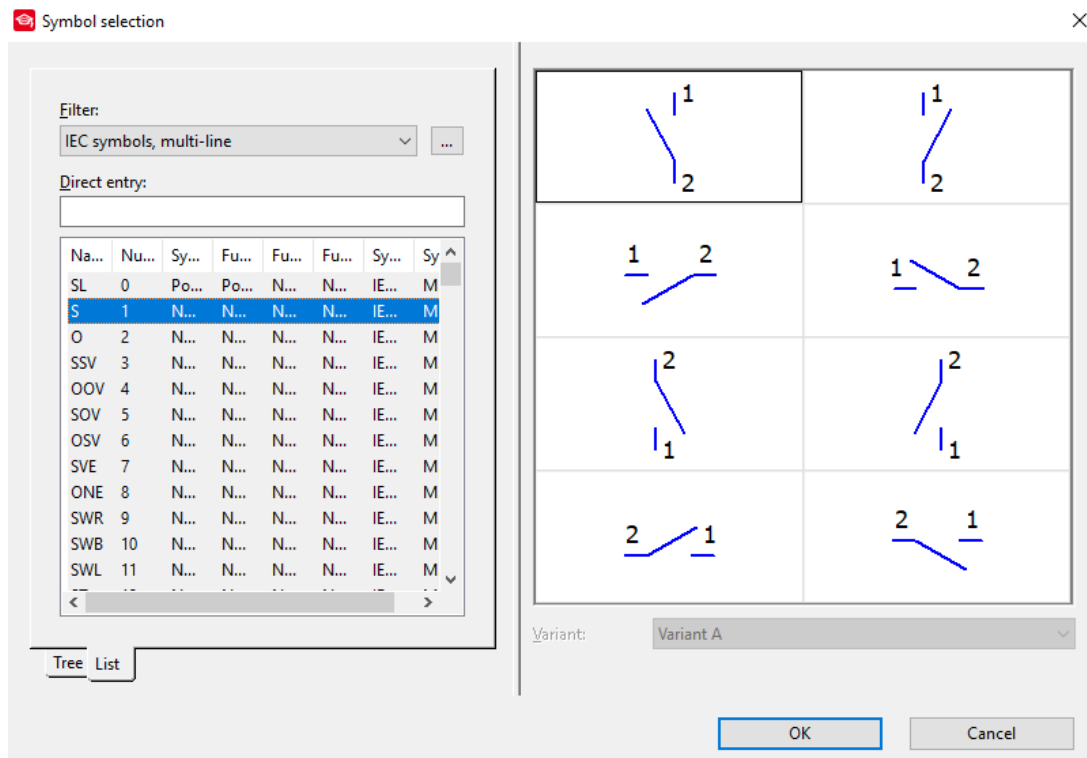 Symbol selection
Filter:
IEC symbols, multi-line
...
Direct entry:
Na... Nu... Sy... Fu... Fu... Fu... Sy... Sy
SL 0 Po... Po... N... N... IE... M
S 1 N... N... N... N... IE... M
O 2 N... N... N... N... IE... M
SSV 3 N... N... N... N... IE... M
OOV 4 N... N... N... N... IE... M
SOV 5 N... N... N... N... IE... M
OSV 6 N... N... N... N... IE... M
SVE 7 N... N... N... N... IE... M
ONE 8 N... N... N... N... IE... M
SWR 9 N... N... N... N... IE... M
SWB 10 N... N... N... N... IE... M
SWL 11 N... N... N... N... IE... M
Tree List
1 1
2 2
1 2 1 2
2 2
1 1
2 1 2 1
Variant: Variant A
OK Cancel